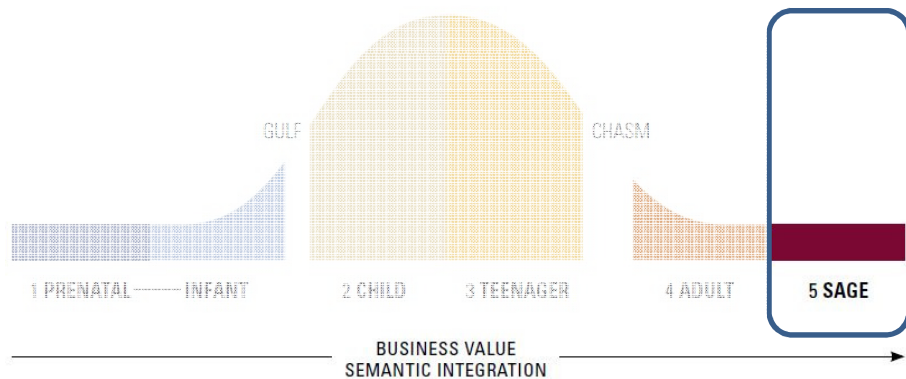 GULF
CHASM
1 PRENATAL INFANT
2 CHILD
3 TEENAGER
4 ADULT
5 SAGE
BUSINESS VALUE
SEMANTIC INTEGRATION